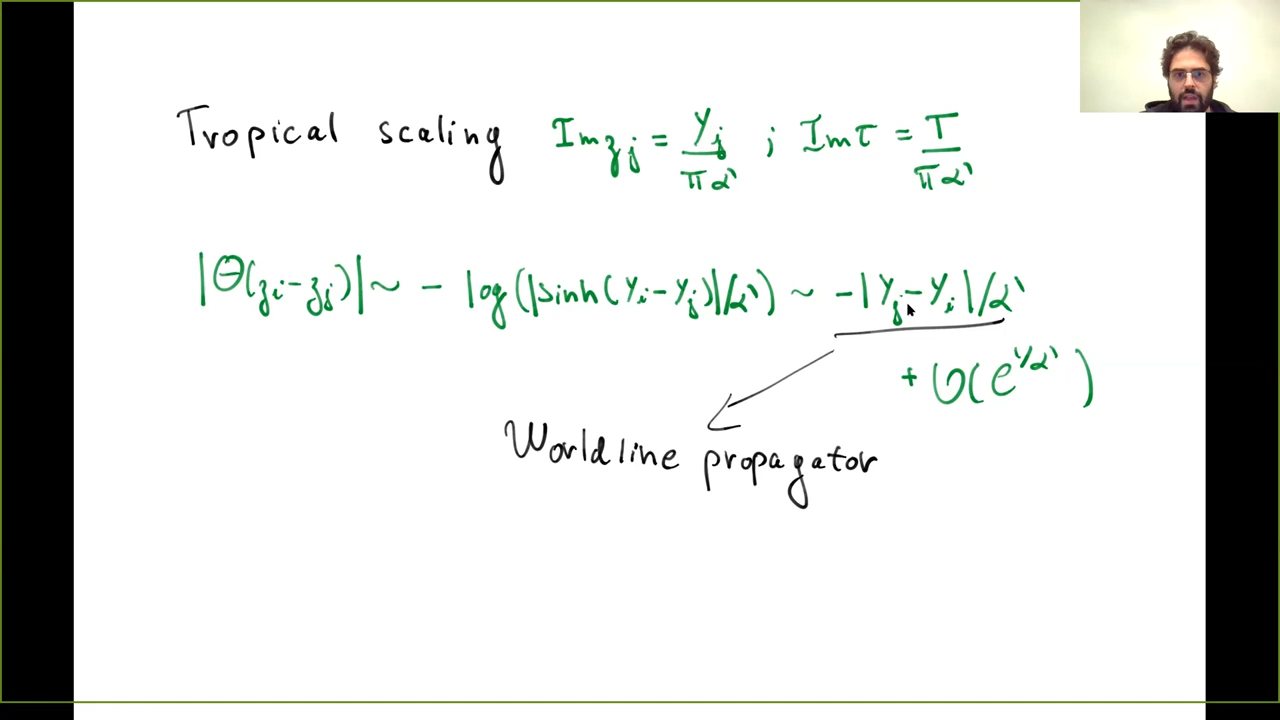 Tropical scaling Im z_j = Y_j / πα' ; Im τ = T / πα'
|Θ(z_i - z_j)| ~ - log(|sinh(Y_i - Y_j)|/α') ~ -|Y_j - Y_i|/α'
+ O(e^{1/α'})
Worldline propagator